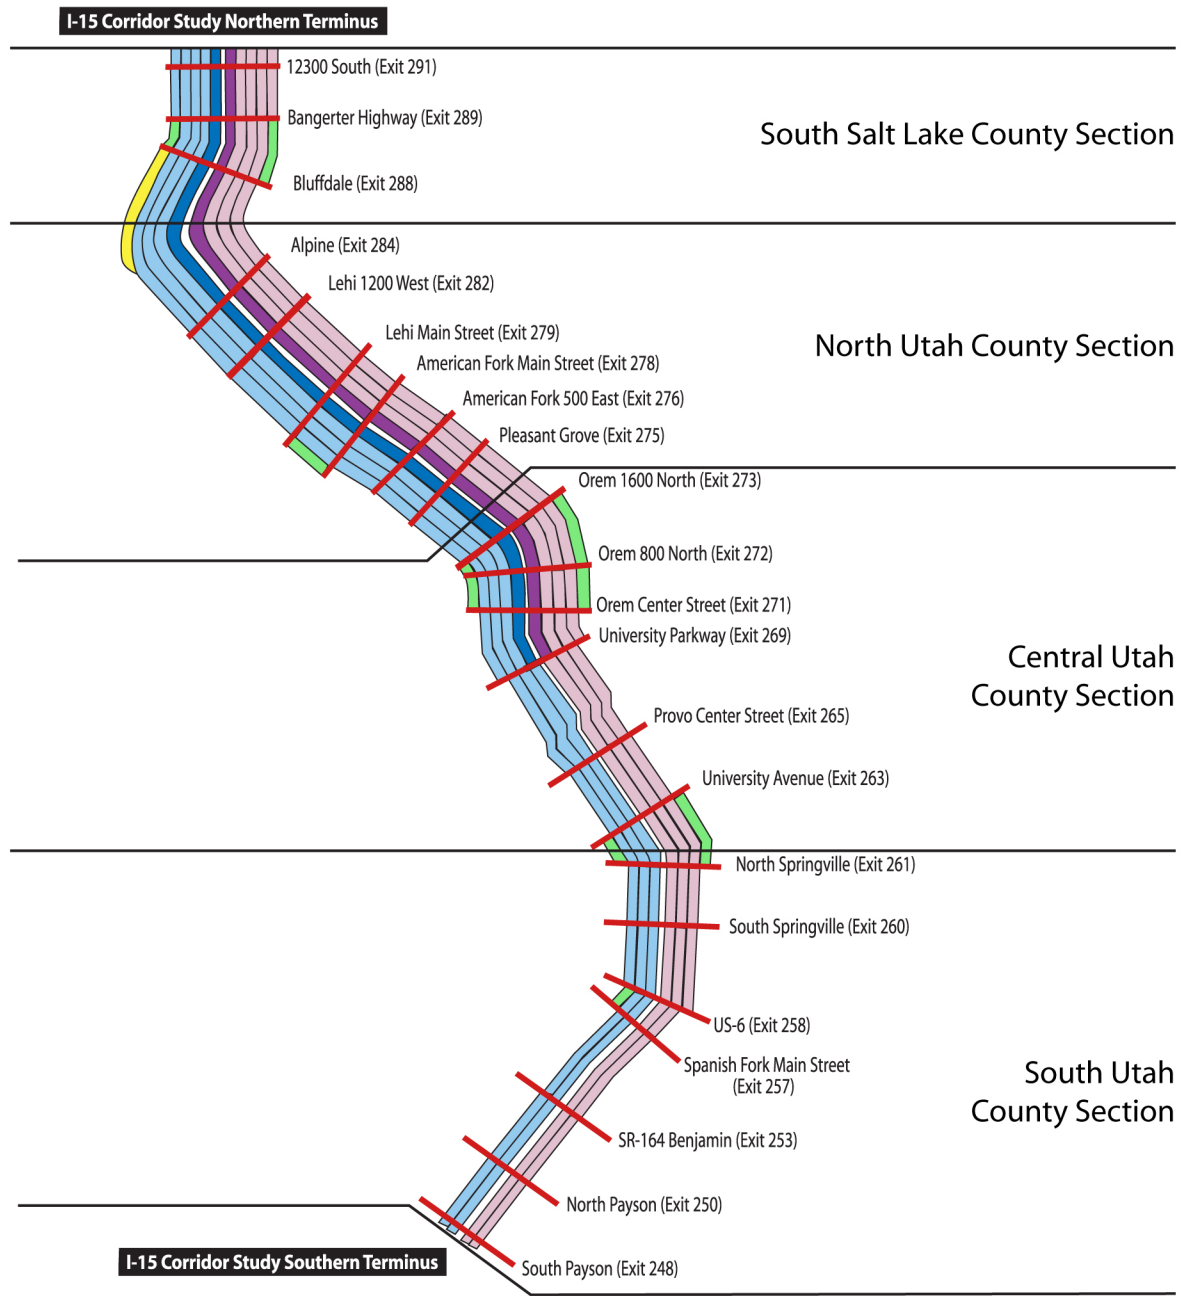 I-15 Corridor Study Northern Terminus
12300 South (Exit 291)
Bangerter Highway (Exit 289)
South Salt Lake County Section
Bluffdale (Exit 288)
Alpine (Exit 284)
Lehi 1200 West (Exit 282)
Lehi Main Street (Exit 279)
North Utah County Section
American Fork Main Street (Exit 278)
American Fork 500 East (Exit 276)
Pleasant Grove (Exit 275)
Orem 1600 North (Exit 273)
Orem 800 North (Exit 272)
Orem Center Street (Exit 271)
University Parkway (Exit 269)
Central Utah
County Section
Provo Center Street (Exit 265)
University Avenue (Exit 263)
North Springville (Exit 261)
South Springville (Exit 260)
US-6 (Exit 258)
Spanish Fork Main Street
(Exit 257)
South Utah
County Section
SR-164 Benjamin (Exit 253)
North Payson (Exit 250)
I-15 Corridor Study Southern Terminus
South Payson (Exit 248)